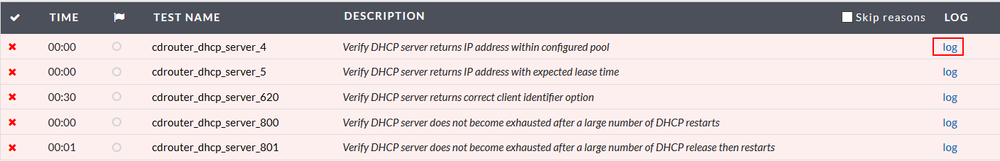 TIME TEST NAME DESCRIPTION Skip reasons LOG
00:00 cdrouter_dhcp_server_4 Verify DHCP server returns IP address within configured pool log
00:00 cdrouter_dhcp_server_5 Verify DHCP server returns IP address with expected lease time log
00:30 cdrouter_dhcp_server_620 Verify DHCP server returns correct client identifier option log
00:00 cdrouter_dhcp_server_800 Verify DHCP server does not become exhausted after a large number of DHCP restarts log
00:01 cdrouter_dhcp_server_801 Verify DHCP server does not become exhausted after a large number of DHCP release then restarts log